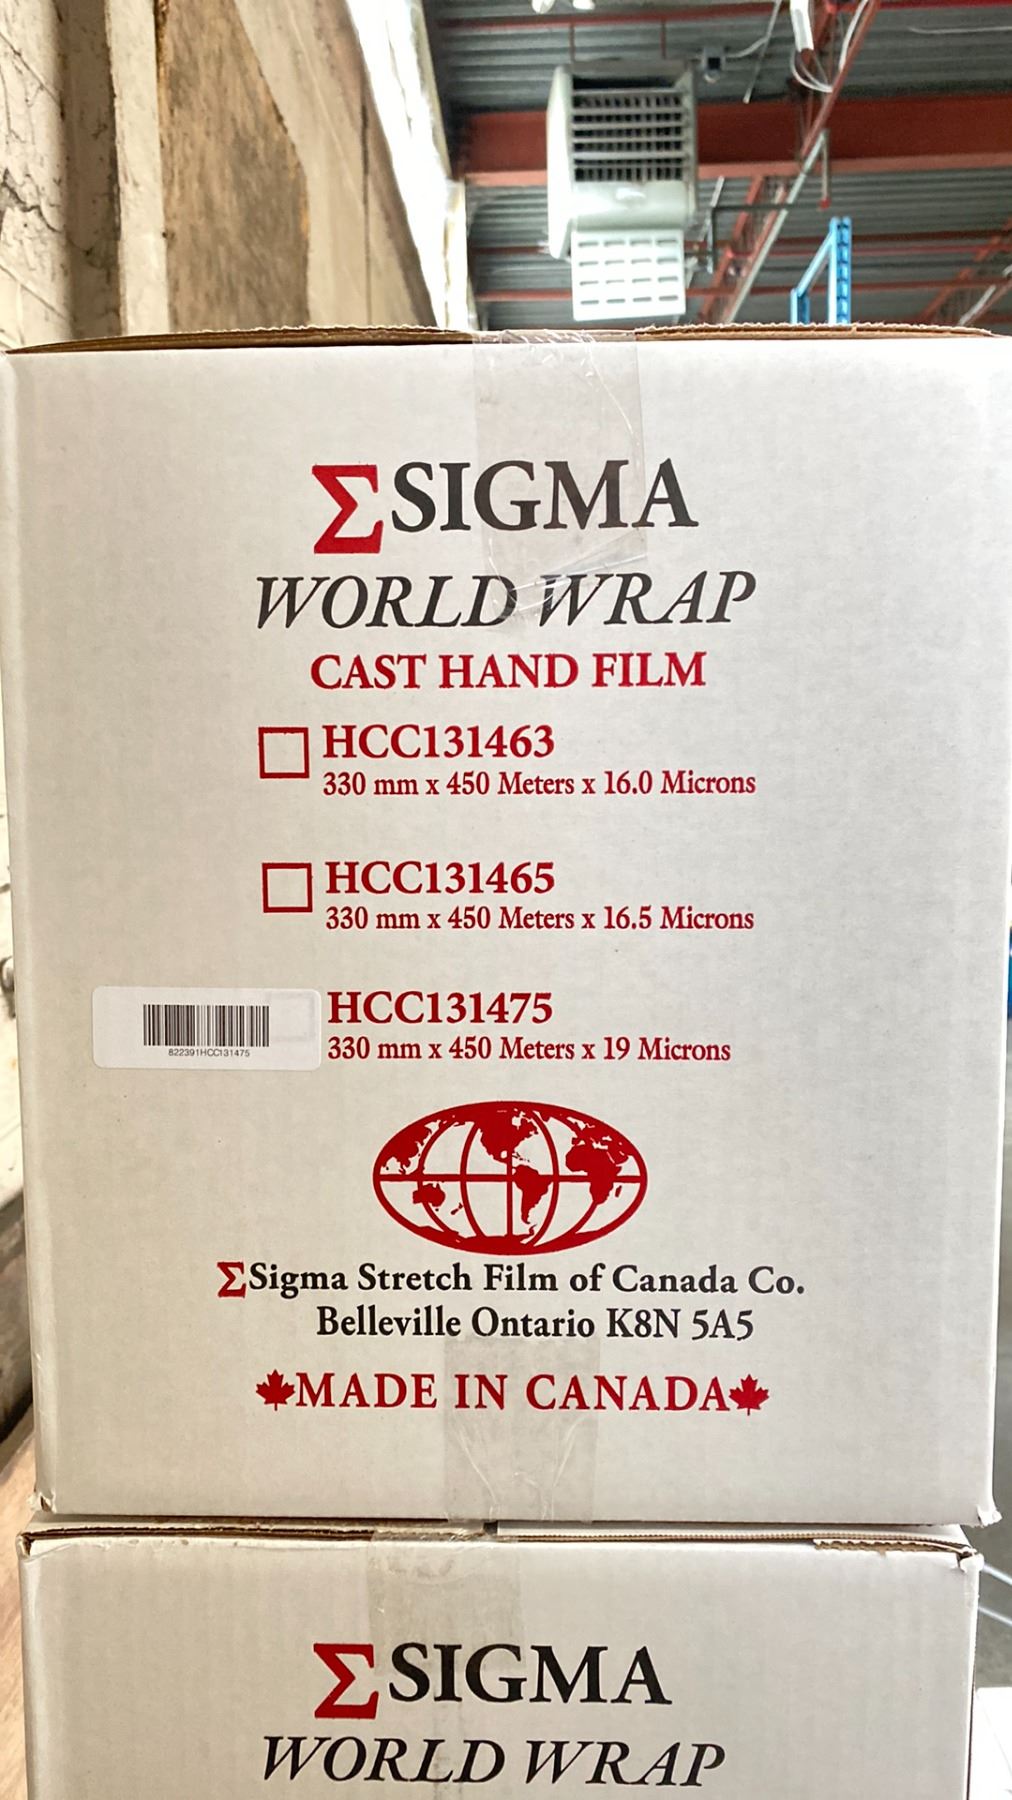 ΣSIGMA
WORLD WRAP
CAST HAND FILM
HCC131463
330 mm x 450 Meters x 16.0 Microns
HCC131465
330 mm x 450 Meters x 16.5 Microns
HCC131475
330 mm x 450 Meters x 19 Microns
822391HCC131475
ΣSigma Stretch Film of Canada Co.
Belleville Ontario K8N 5A5
MADE IN CANADA
ΣSIGMA
WORLD WRAP